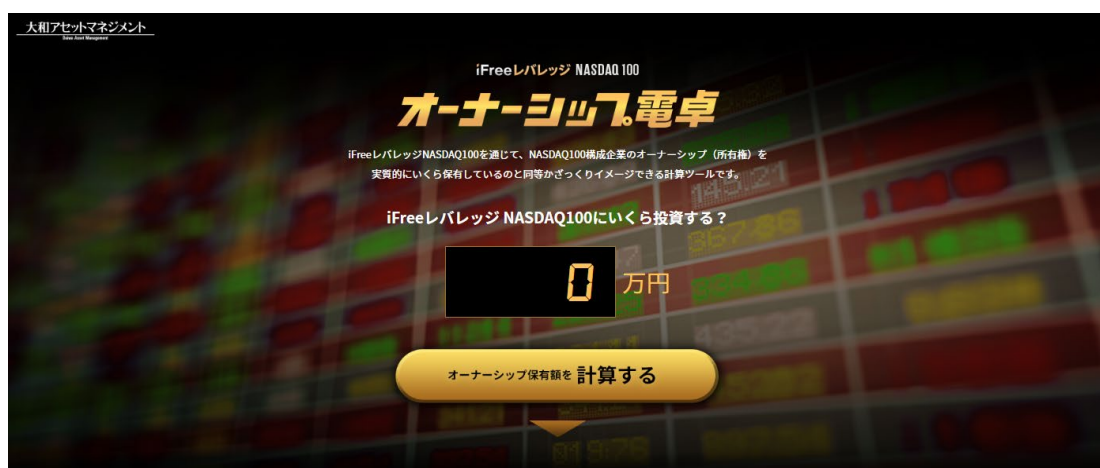 大和アセットマネジメント
Daiwa Asset Management
iFreeレバレッジ NASDAQ100
オーナーシップ電卓
iFreeレバレッジNASDAQ100を通じて、NASDAQ100構成企業のオーナーシップ（所有権）を
実質的にいくら保有しているのと同等かざっくりイメージできる計算ツールです。
iFreeレバレッジ NASDAQ100にいくら投資する？
0 万円
オーナーシップ保有額を 計算する